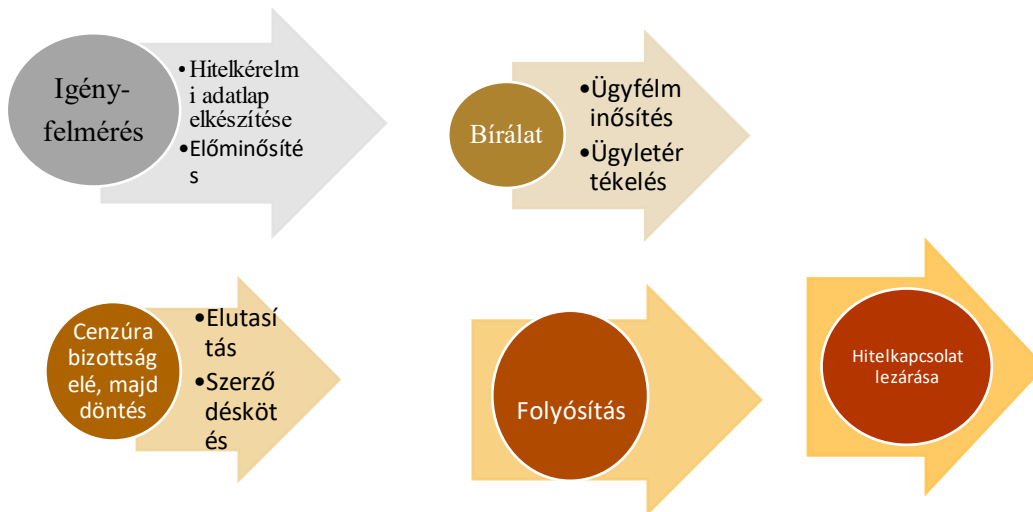 Igény-
felmérés
• Hitelkérelm
i adatlap
elkészítése
• Előminősíté
s
Bírálat
•Ügyfélm
inősítés
•Ügyletér
tékelés
Cenzúra
bizottság
elé, majd
döntés
•Elutasí
tás
•Szerző
désköt
és
Folyósítás
Hitelkapcsolat
lezárása